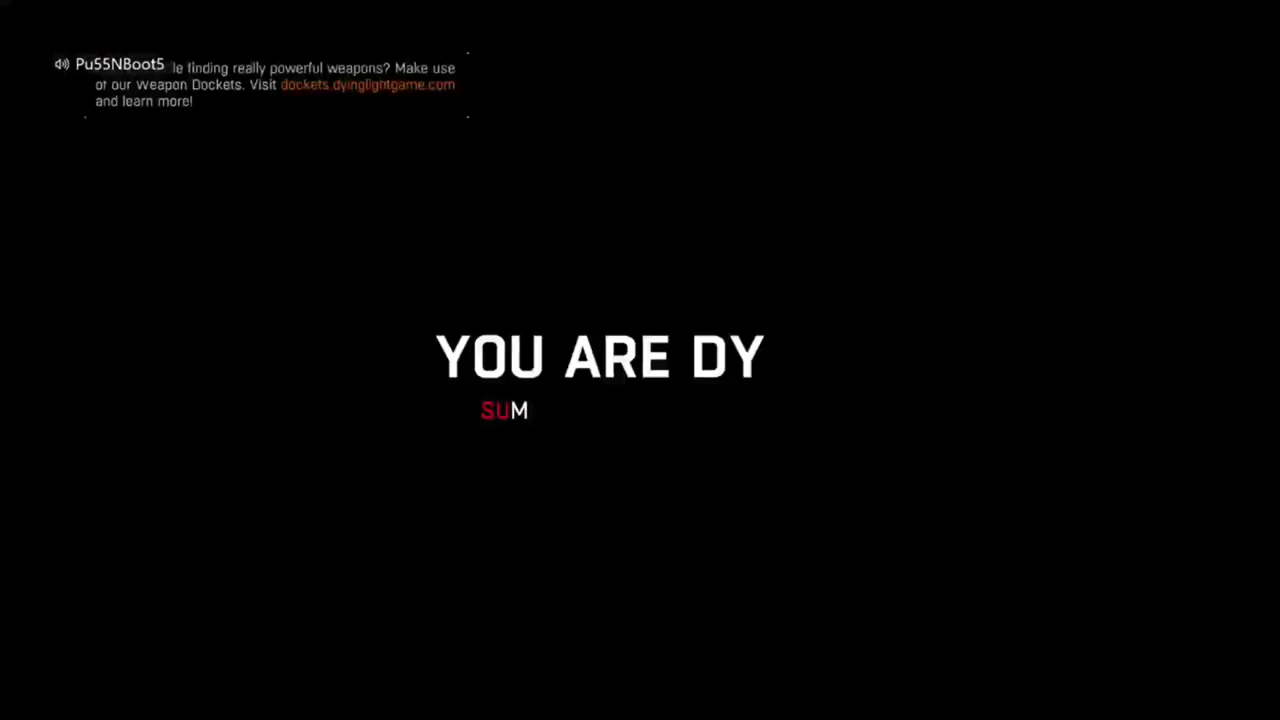 Pu55NBoot5
le finding really powerful weapons? Make use
of our Weapon Dockets. Visit dockets.dyinglightgame.com
and learn more!
YOU ARE DY
SUM